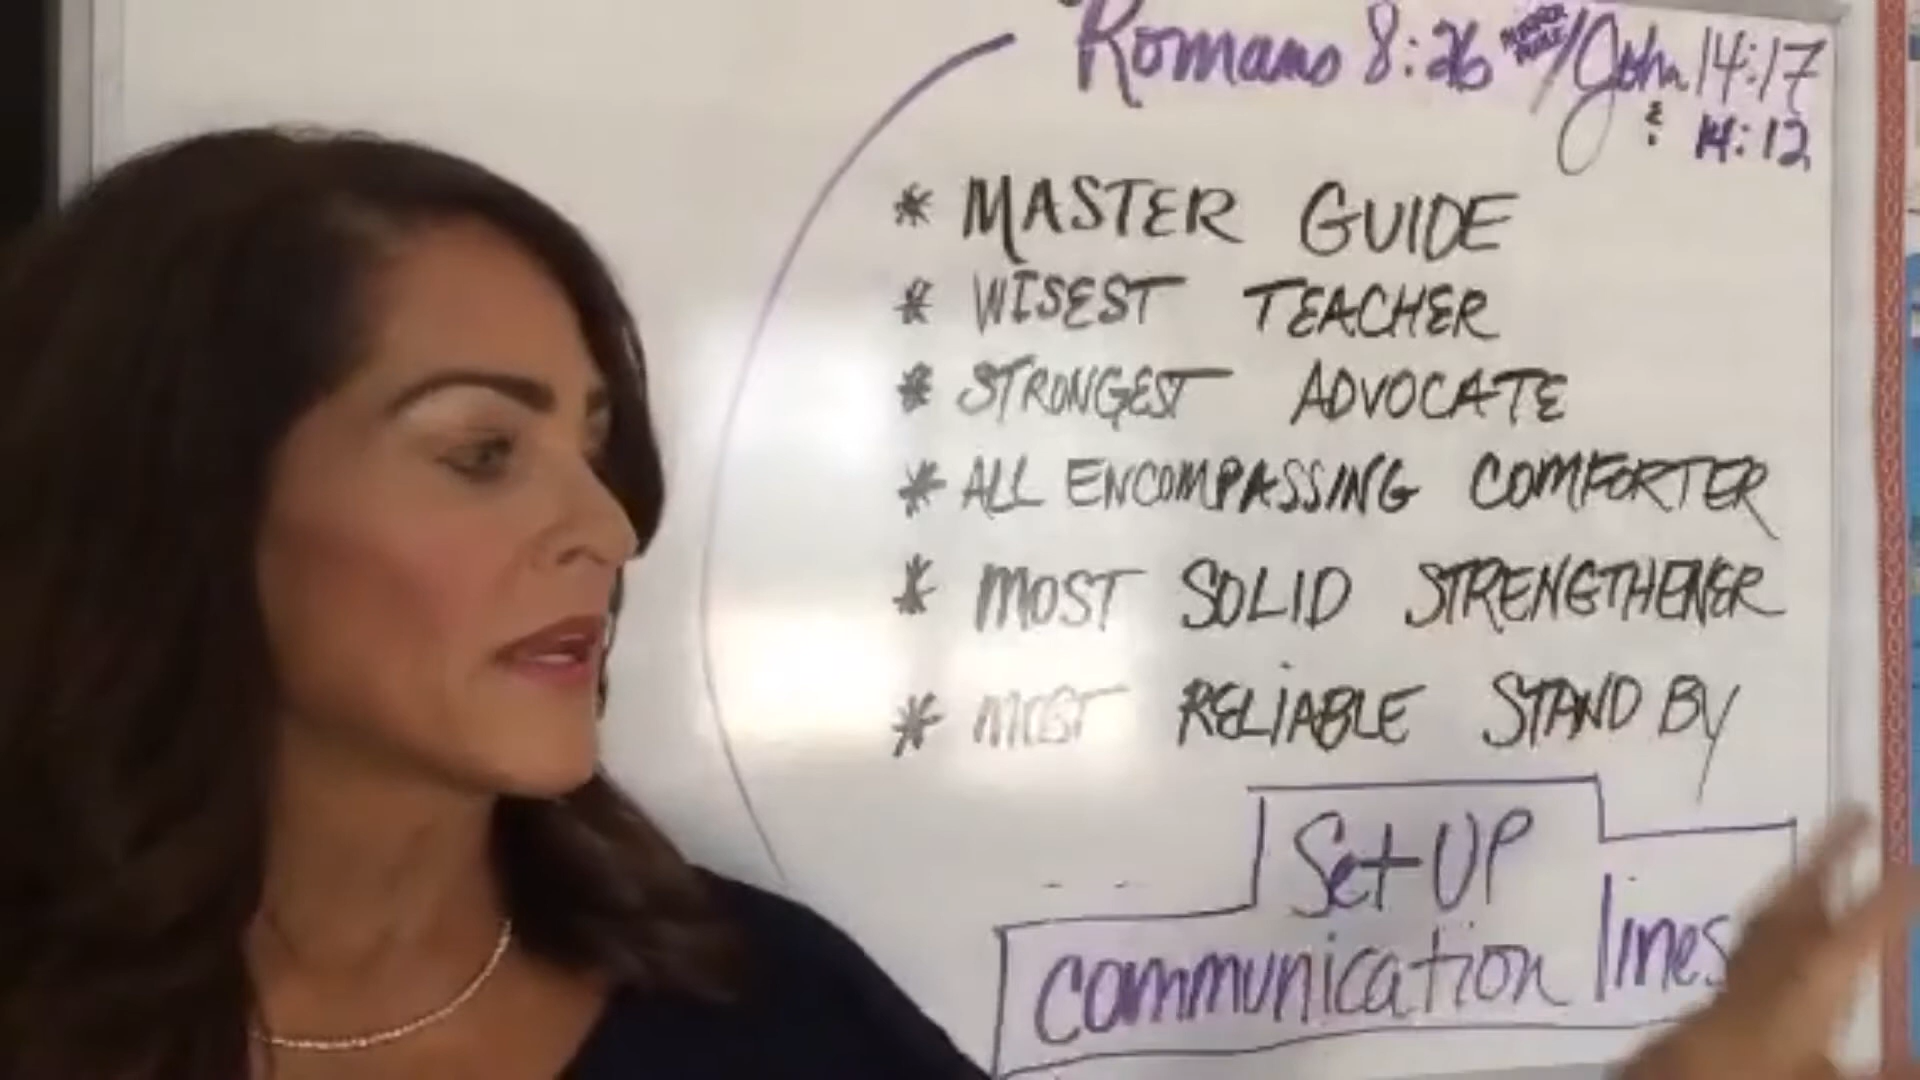 Romans 8:26 / John 14:17
& 14:12
* MASTER GUIDE
* WISEST TEACHER
* STRONGEST ADVOCATE
* ALL ENCOMPASSING COMFORTER
* MOST SOLID STRENGTHENER
* MOST RELIABLE STAND BY
Set UP
communication lines